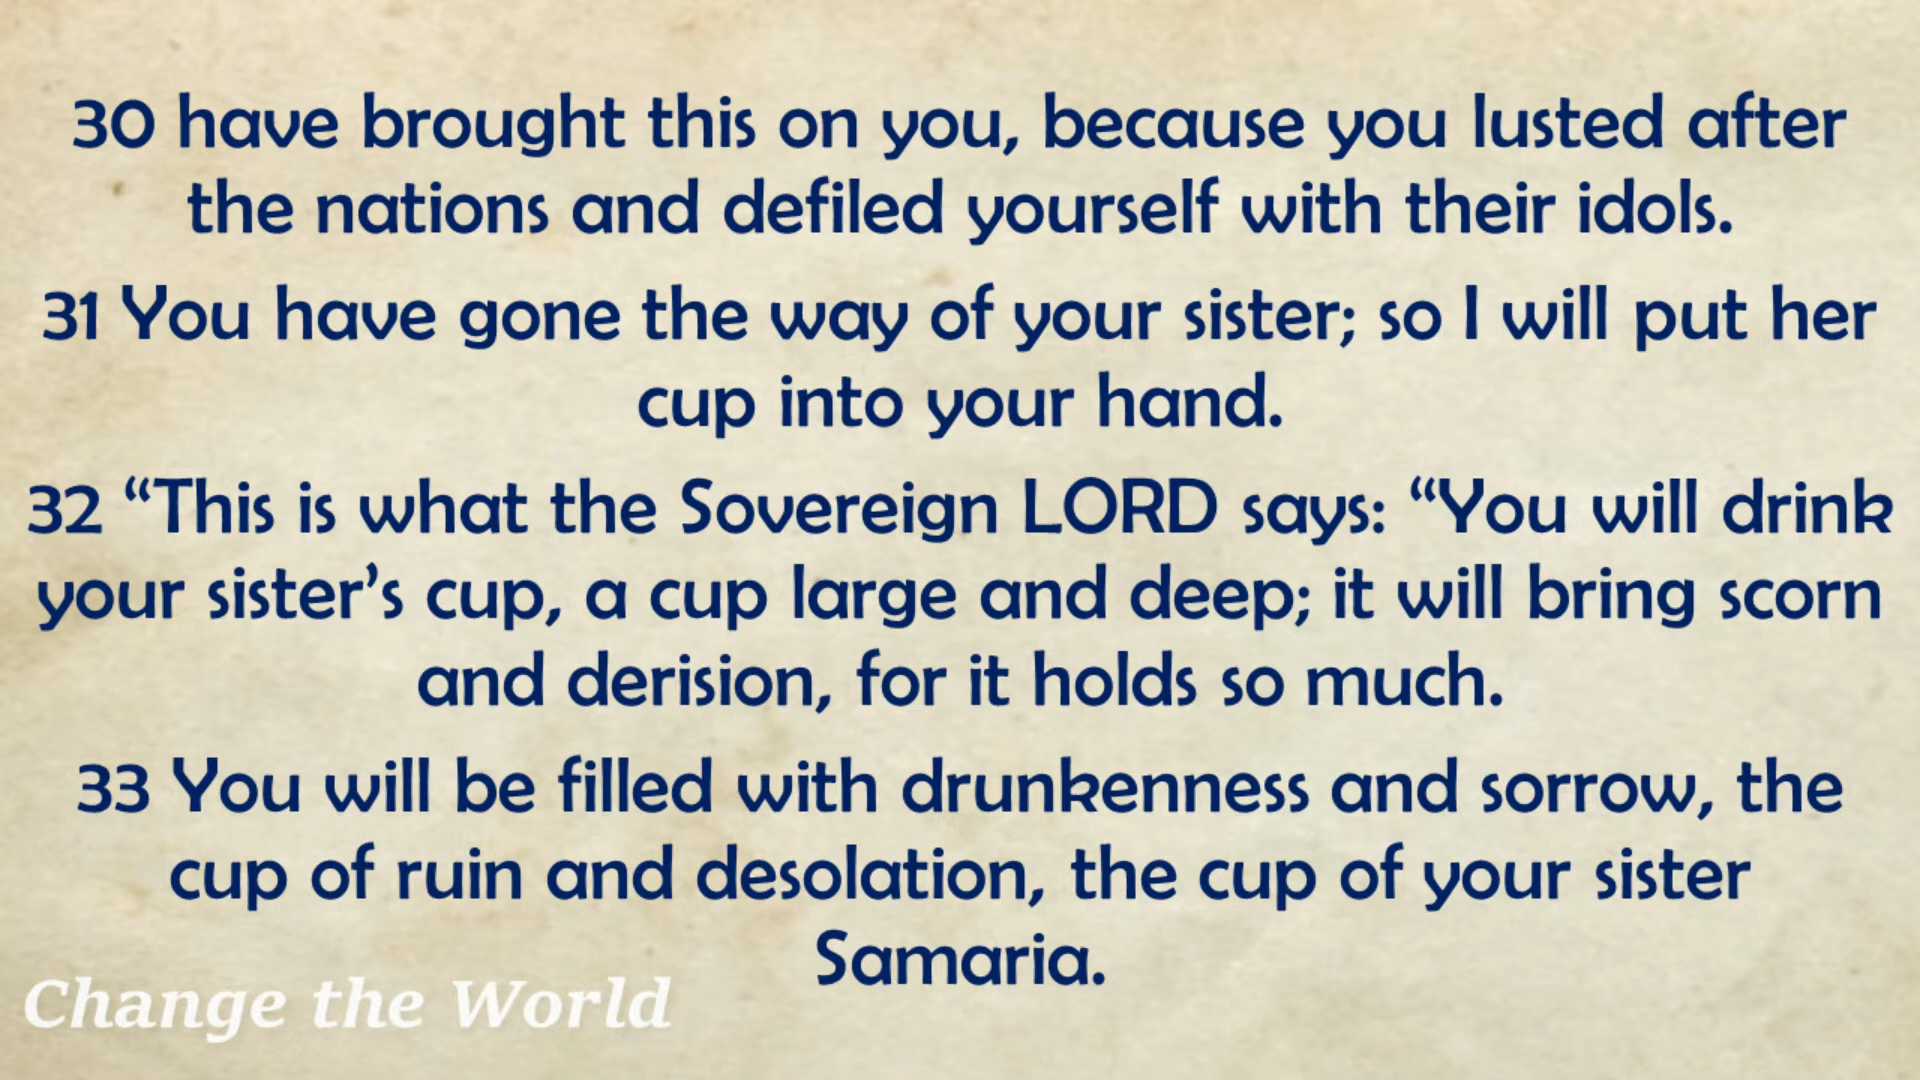 30 have brought this on you, because you lusted after
the nations and defiled yourself with their idols.
31 You have gone the way of your sister; so I will put her
cup into your hand.
32 “This is what the Sovereign LORD says: “You will drink
your sister’s cup, a cup large and deep; it will bring scorn
and derision, for it holds so much.
33 You will be filled with drunkenness and sorrow, the
cup of ruin and desolation, the cup of your sister
Samaria.
Change the World